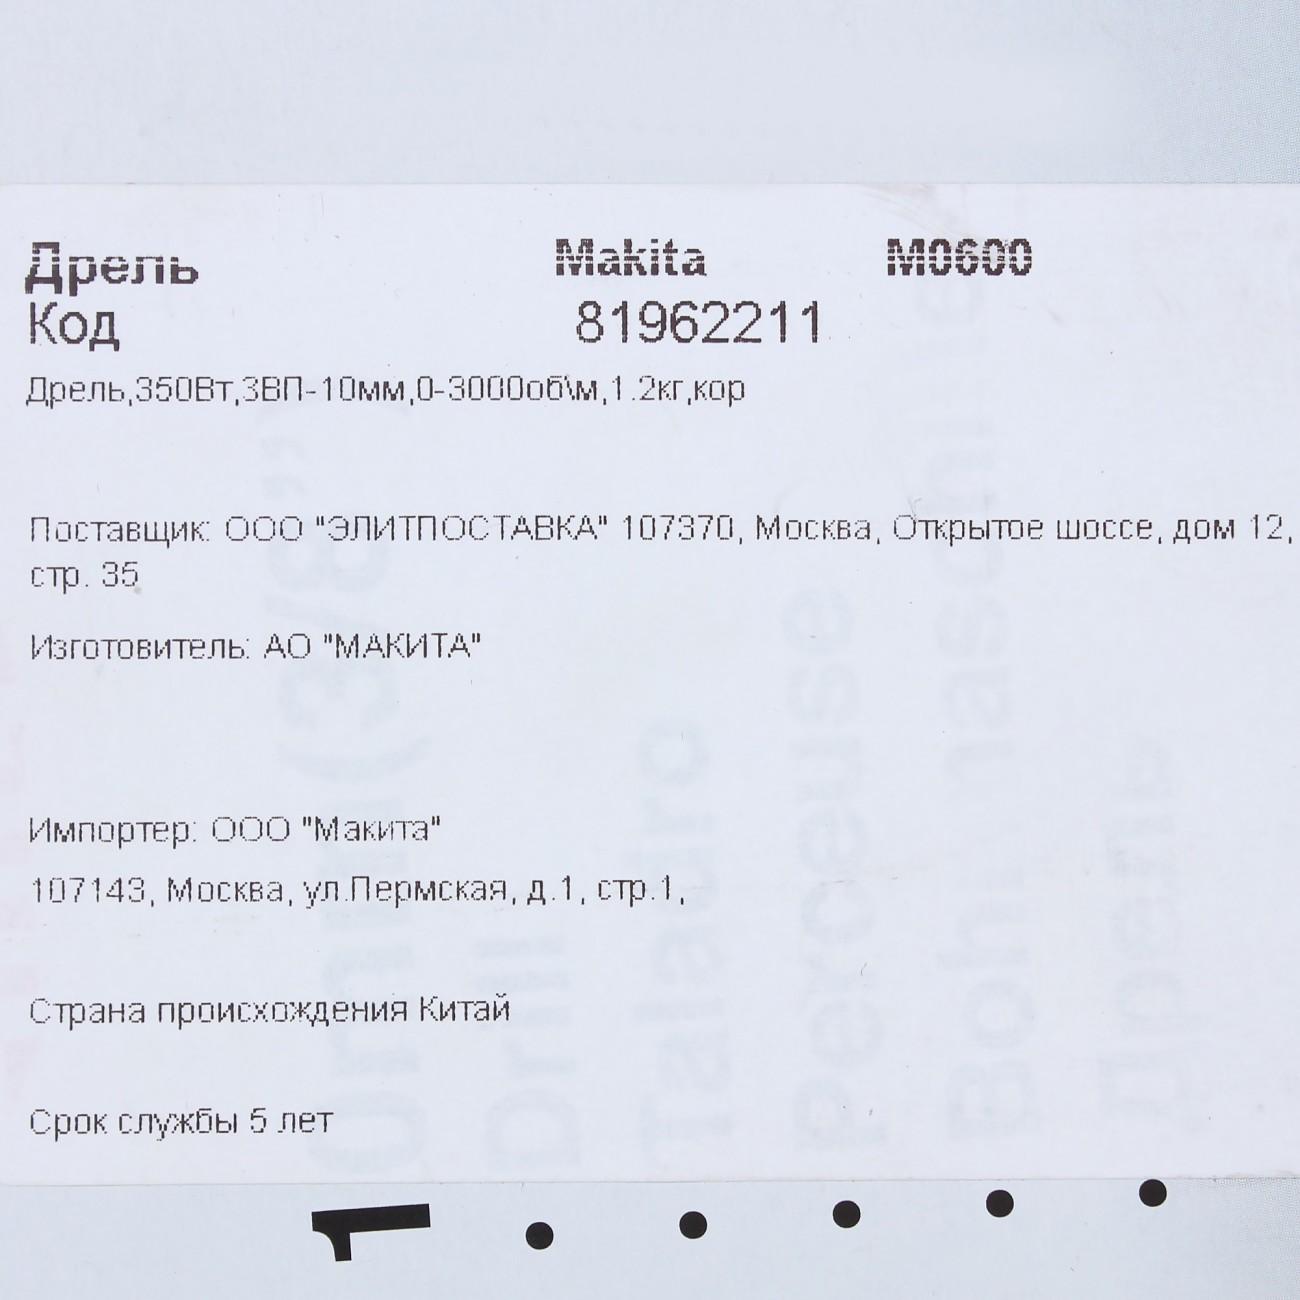 Дрель Makita M0600
Код 81962211
Дрель,350Вт,ЗВП-10мм,0-3000об\м,1.2кг,кор
Поставщик: ООО "ЭЛИТПОСТАВКА" 107370, Москва, Открытое шоссе, дом 12,
стр. 35
Изготовитель: АО "МАКИТА"
Импортер: ООО "Макита"
107143, Москва, ул.Пермская, д.1, стр.1,
Страна происхождения Китай
Срок службы 5 лет
1